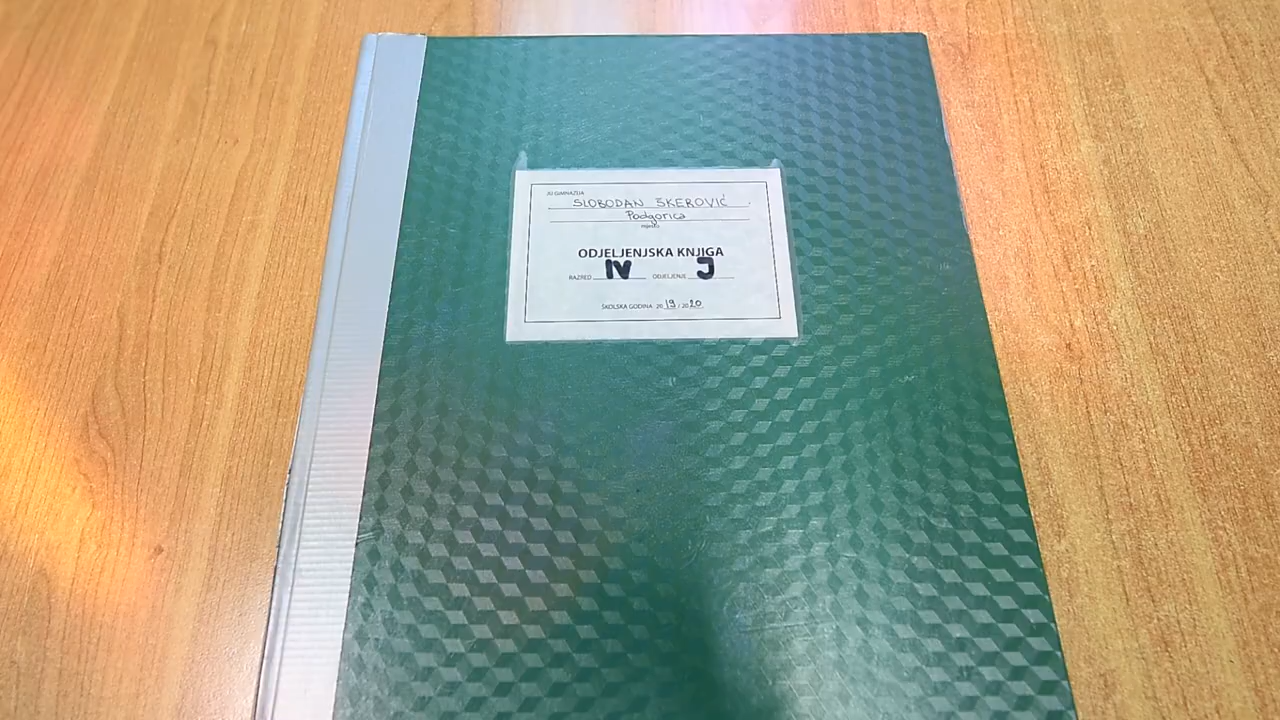 JU GIMNAZIJA
SLOBODAN ŠKEROVIĆ
Podgorica
mjesto
ODJELJENJSKA KNJIGA
RAZRED IV ODJELJENJE J
ŠKOLSKA GODINA 2019/2020